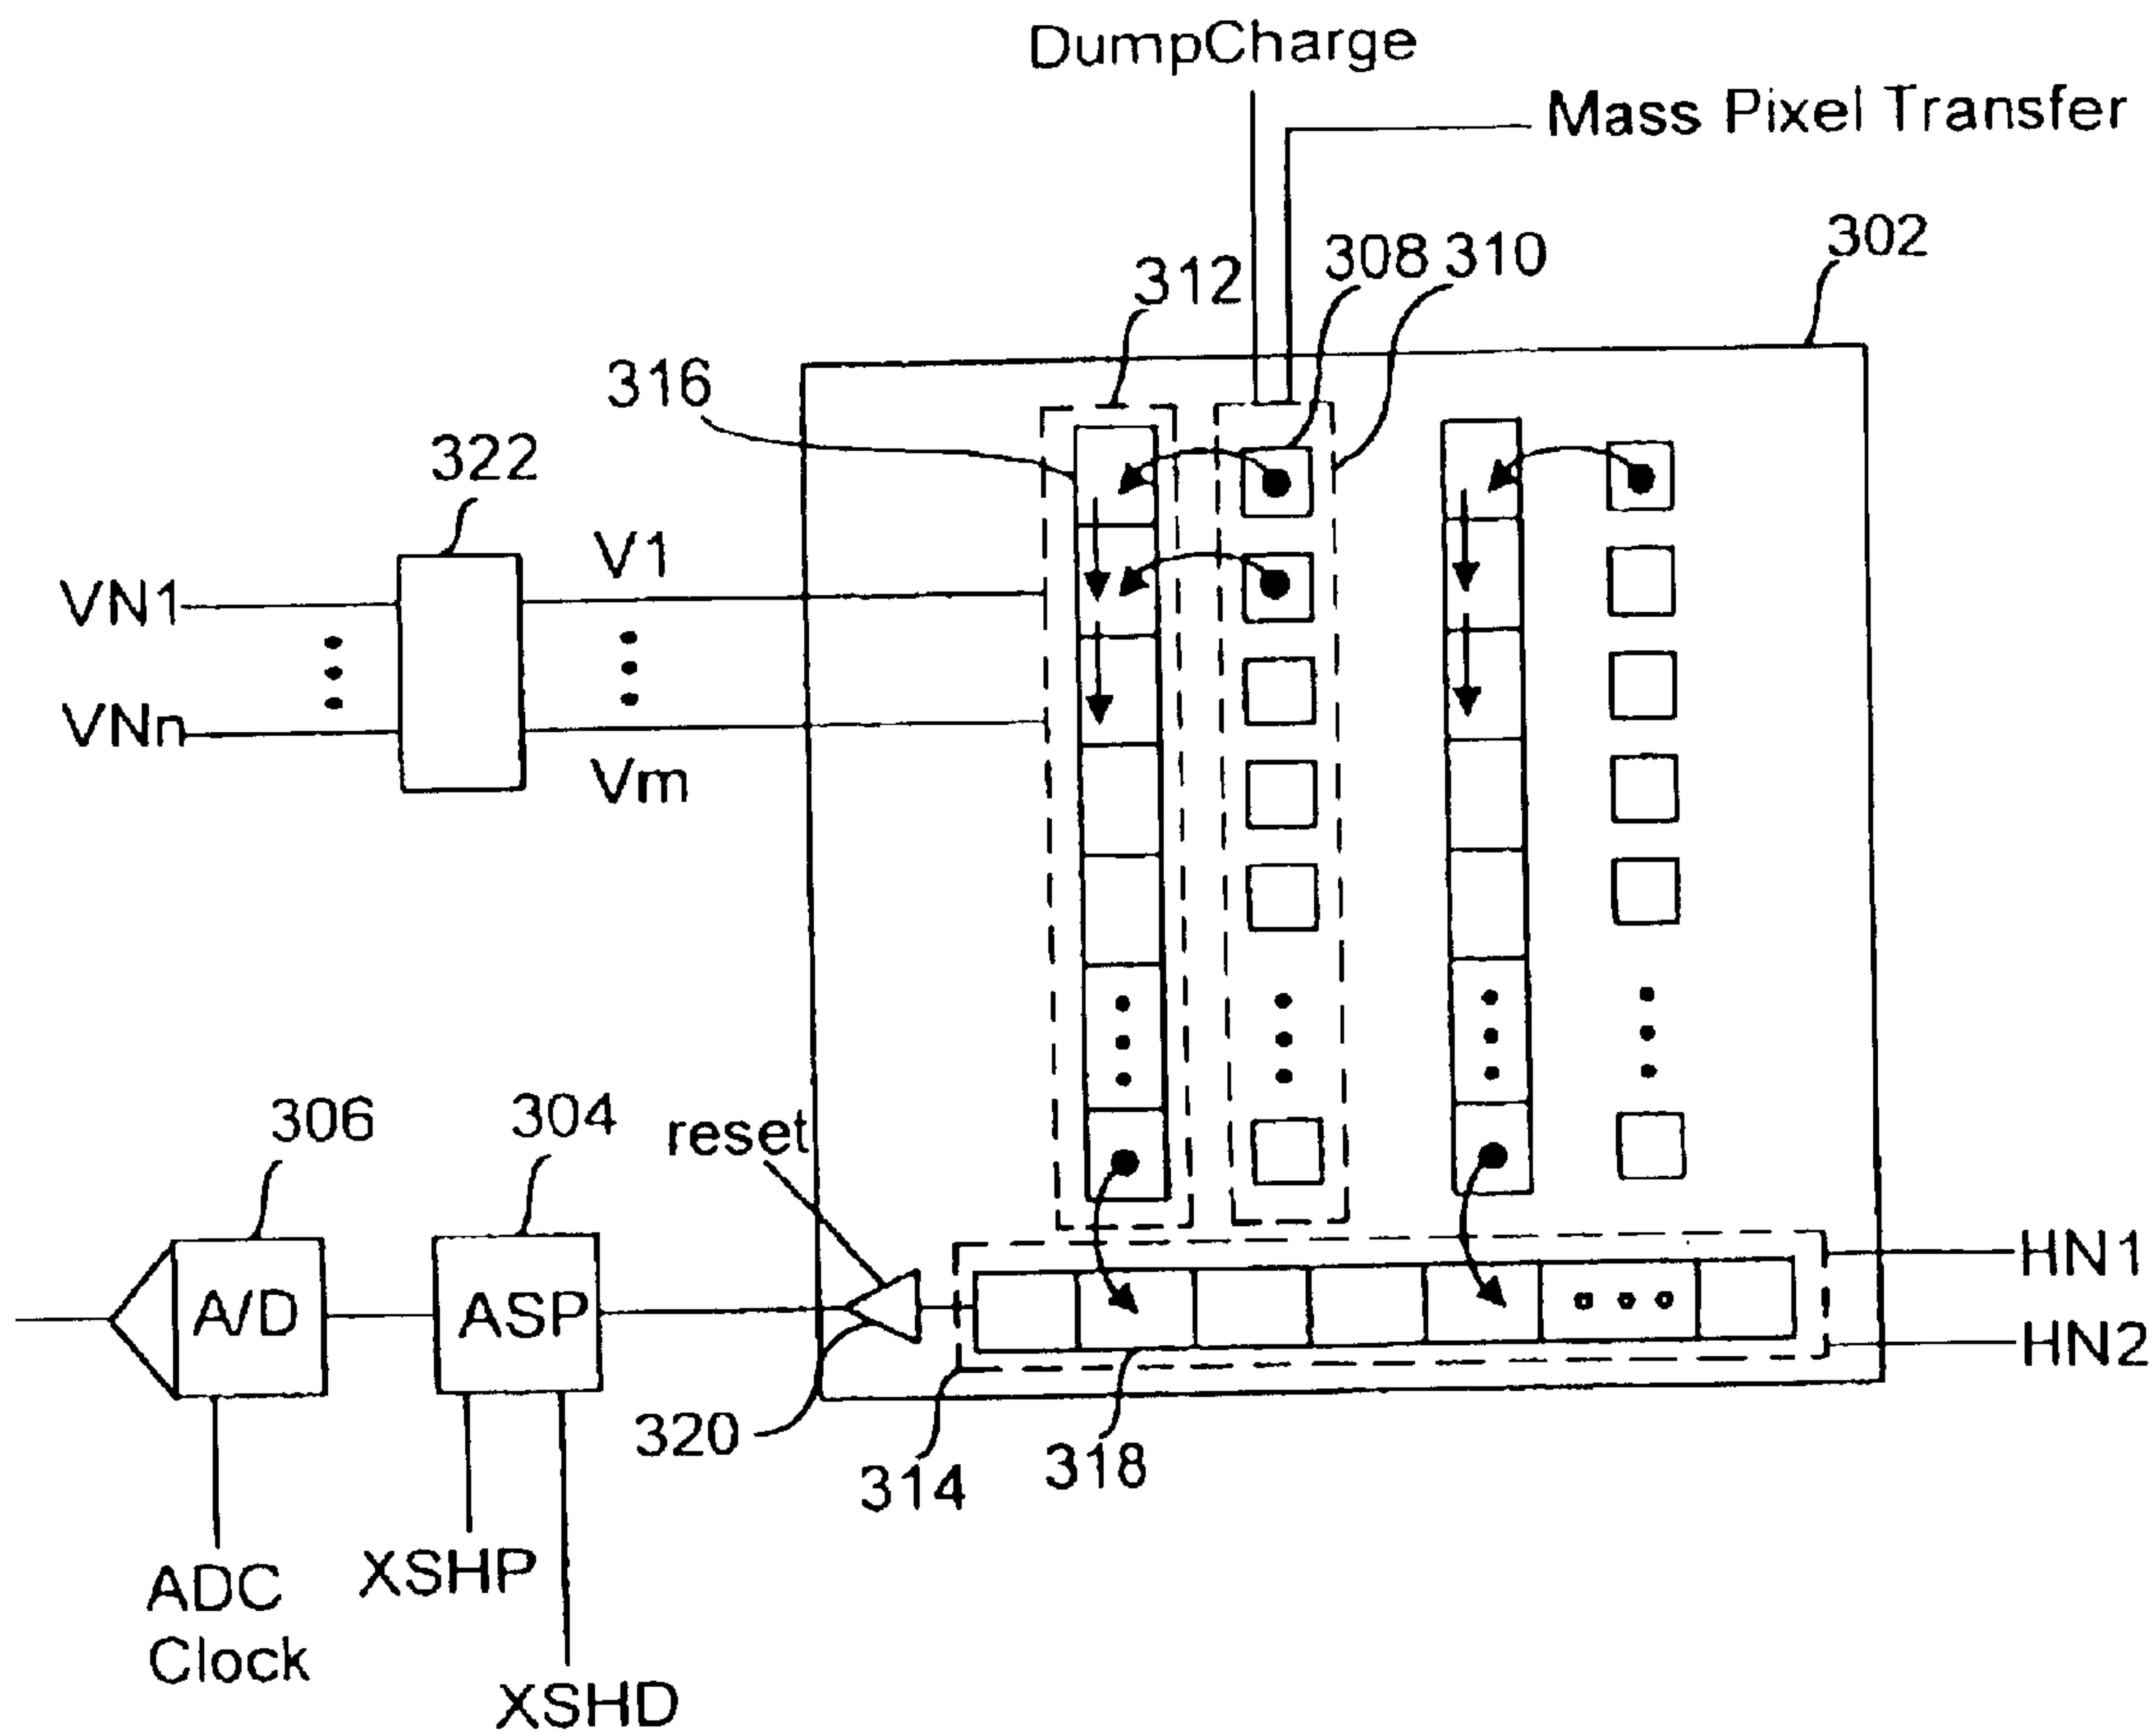 DumpCharge
Mass Pixel Transfer
302
308 310
312
316
322
V1
VN1
VNn
Vm
306
304
reset
HN1
A/D
ASP
HN2
320
314
318
XSHP
ADC
Clock
XSHD